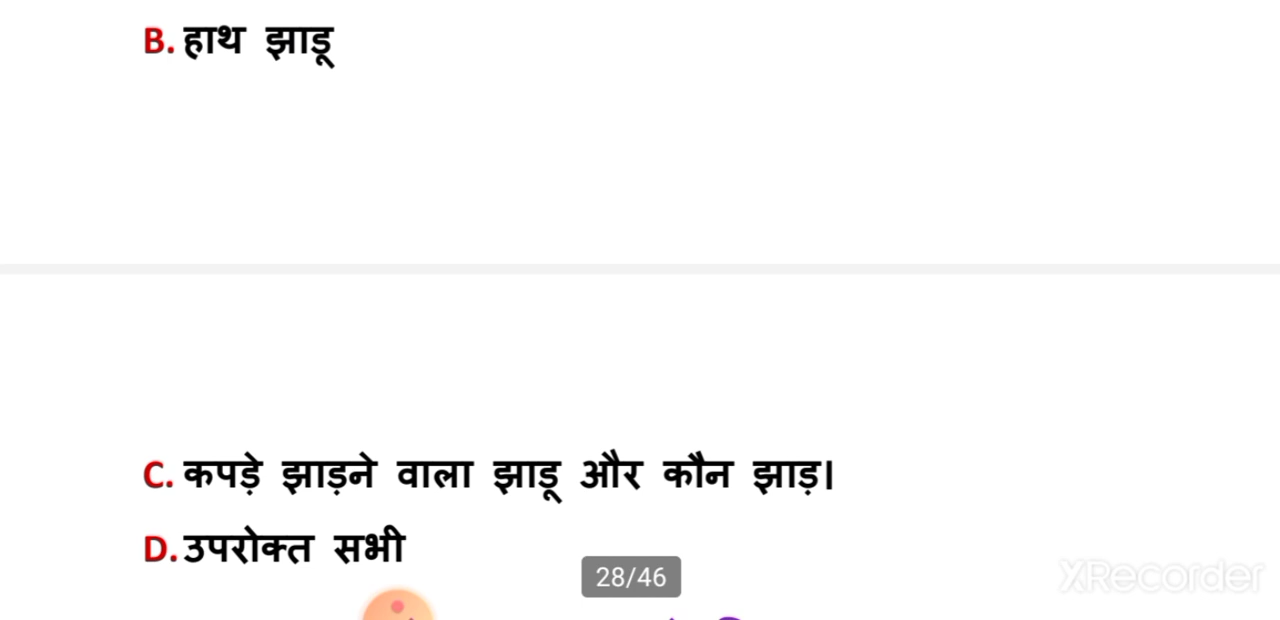 B. हाथ झाडू
C. कपड़े झाड़ने वाला झाडू और कौन झाड़।
D. उपरोक्त सभी
28/46
XRecorder